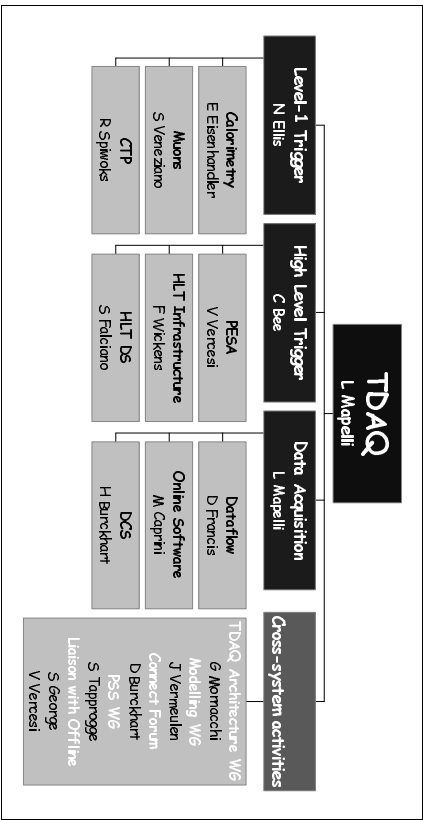 TDAQ
L Mapelli
Level-1 Trigger
N Ellis
Calorimetry
E Eisenhandler
Muons
S Veneziano
CTP
R Spiwoks
High Level Trigger
C Bee
PESA
V Vercesi
HLT Infrastructure
F Wickens
HLT DS
S Falciano
Data Acquisition
L Mapelli
Dataflow
D Francis
Online Software
M Caprini
DCS
H Burckhart
Cross-system activities
TDAQ Architecture WG
G Mornacchi
Modelling WG
J Vermeulen
Connect Forum
D Burckhart
PSS WG
S Tapprogge
Liaison with Offline
S George
V Vercesi